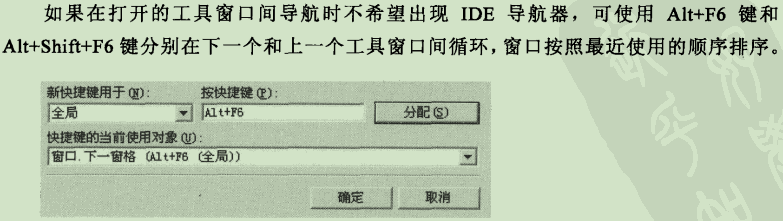 如果在打开的工具窗口间导航时不希望出现 IDE 导航器，可使用 Alt+F6 键和
Alt+Shift+F6 键分别在下一个和上一个工具窗口间循环，窗口按照最近使用的顺序排序。
新快捷键用于(N): 按快捷键(P):
全局 Alt+F6 分配(S)
快捷键的当前使用对象(U):
窗口.下一窗格 (Alt+F6 (全局))
确定 取消